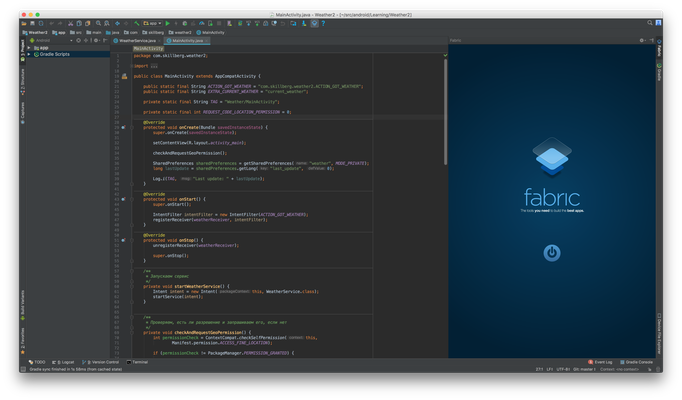 MainActivity.java - Weather2 - [~/src/android/Learning/Weather2]
Weather2 app src main java com skillberg weather2 MainActivity
Android WeatherService.java MainActivity.java Fabric
app
Gradle Scripts
MainActivity
package com.skillberg.weather2;
import ...
public class MainActivity extends AppCompatActivity {
public static final String ACTION_GOT_WEATHER = "com.skillberg.weather2.ACTION_GOT_WEATHER";
public static final String EXTRA_CURRENT_WEATHER = "current_weather";
private static final String TAG = "Weather/MainActivity";
private static final int REQUEST_CODE_LOCATION_PERMISSION = 0;
@Override
protected void onCreate(Bundle savedInstanceState) {
super.onCreate(savedInstanceState);
setContentView(R.layout.activity_main);
checkAndRequestGeoPermission();
SharedPreferences sharedPreferences = getSharedPreferences( "weather", MODE_PRIVATE);
long lastUpdate = sharedPreferences.getLong( "last_update", 0);
Log.i(TAG, "Last update: " + lastUpdate);
}
@Override
protected void onStart() {
super.onStart();
IntentFilter intentFilter = new IntentFilter(ACTION_GOT_WEATHER);
registerReceiver(weatherReceiver, intentFilter);
}
@Override
protected void onStop() {
unregisterReceiver(weatherReceiver);
super.onStop();
}
/**
* Запускаем сервис
*/
private void startWeatherService() {
Intent intent = new Intent( this, WeatherService.class);
startService(intent);
}
/**
* Проверяем, есть ли разрешение и запрашиваем его, если нет
*/
private void checkAndRequestGeoPermission() {
int permissionCheck = ContextCompat.checkSelfPermission( this,
Manifest.permission.ACCESS_FINE_LOCATION);
if (permissionCheck != PackageManager.PERMISSION_GRANTED) {
fabric
The tools you need to build the best apps.
TODO 6: Logcat 9: Version Control Terminal Event Log Gradle Console
Gradle sync finished in 1s 68ms (from cached state) 37:1 LF÷ UTF-8÷ Git: master÷ Context: <no context>